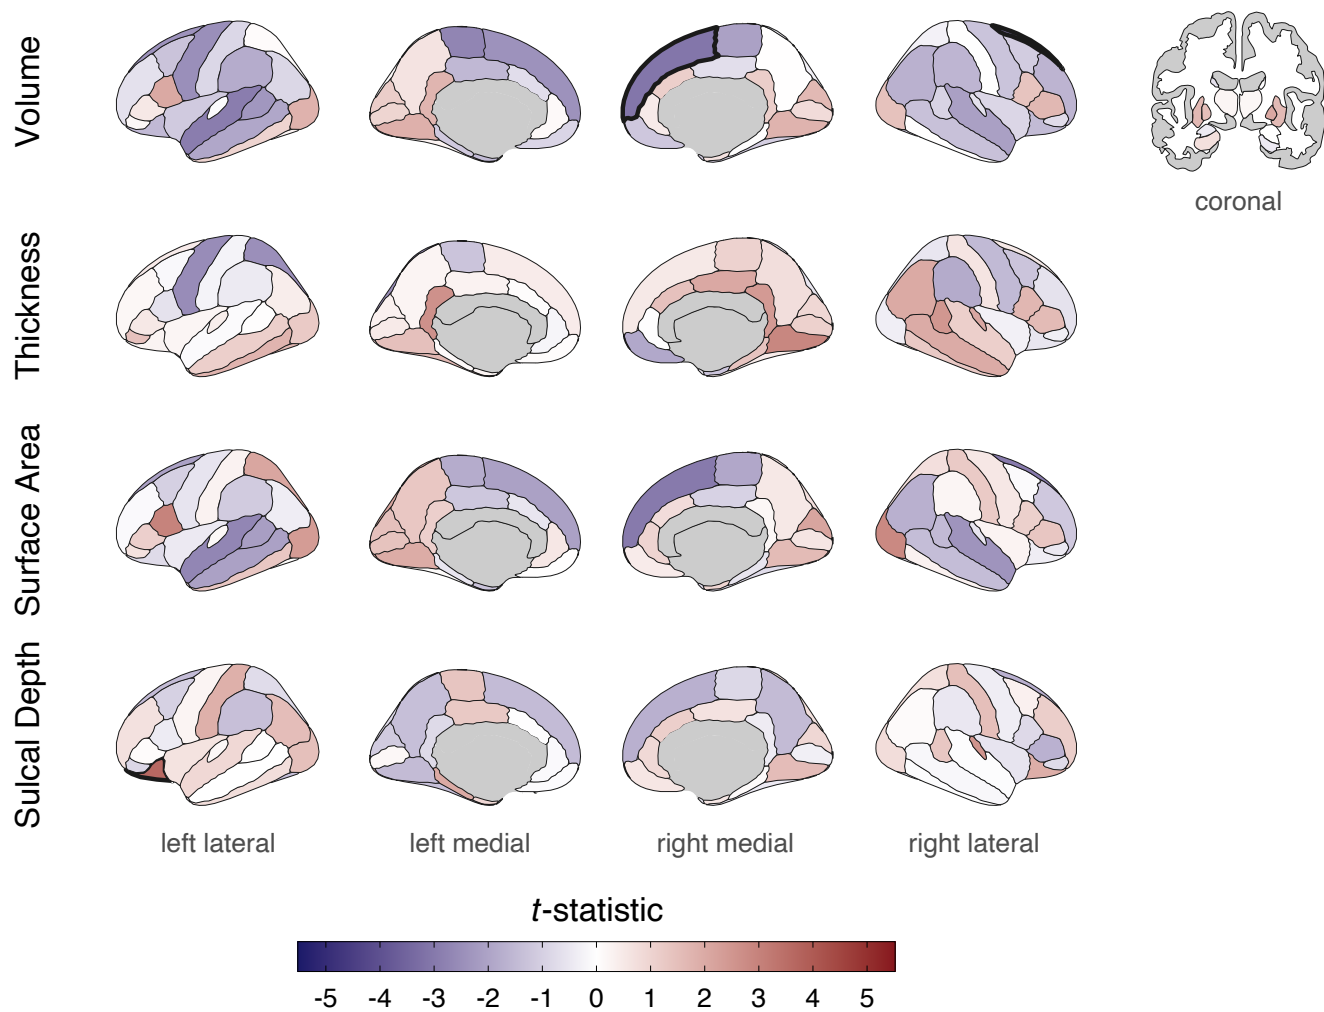 Volume
coronal
Thickness
Surface Area
Sulcal Depth
left lateral
left medial
right medial
right lateral
t-statistic
-5 -4 -3 -2 -1 0 1 2 3 4 5